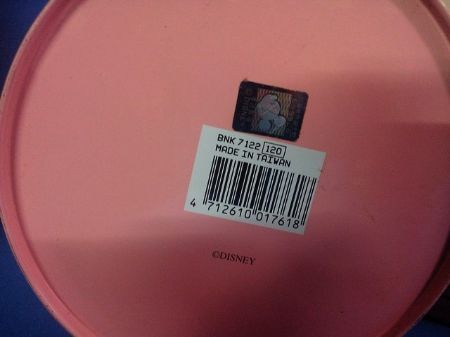 BNK 7122 120
MADE IN TAIWAN
4 712610 017618
©DISNEY